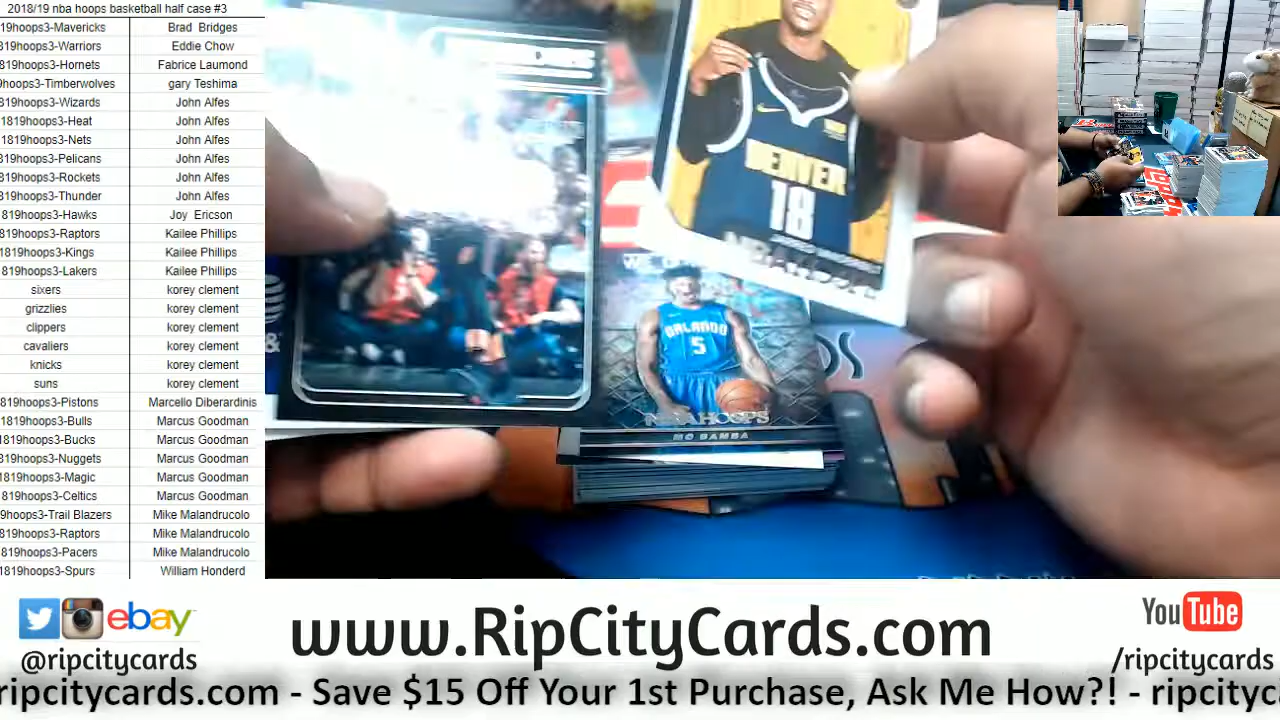 2018/19 nba hoops basketball half case #3
19hoops3-Mavericks Brad Bridges
819hoops3-Warriors Eddie Chow
819hoops3-Hornets Fabrice Laumond
9hoops3-Timberwolves gary Teshima
819hoops3-Wizards John Alfes
1819hoops3-Heat John Alfes
1819hoops3-Nets John Alfes
819hoops3-Pelicans John Alfes
819hoops3-Rockets John Alfes
819hoops3-Thunder John Alfes
1819hoops3-Hawks Joy Ericson
819hoops3-Raptors Kailee Phillips
1819hoops3-Kings Kailee Phillips
819hoops3-Lakers Kailee Phillips
sixers korey clement
grizzlies korey clement
clippers korey clement
cavaliers korey clement
knicks korey clement
suns korey clement
1819hoops3-Pistons Marcello Diberardinis
1819hoops3-Bulls Marcus Goodman
819hoops3-Bucks Marcus Goodman
819hoops3-Nuggets Marcus Goodman
819hoops3-Magic Marcus Goodman
819hoops3-Celtics Marcus Goodman
9hoops3-Trail Blazers Mike Malandrucolo
819hoops3-Raptors Mike Malandrucolo
819hoops3-Pacers Mike Malandrucolo
1819hoops3-Spurs William Honderd
DENVER
18
ORLANDO
5
NBA HOOPS
MO BAMBA
ebay
@ripcitycards
www.RipCityCards.com
YouTube
/ripcitycards
ripcitycards.com - Save $15 Off Your 1st Purchase, Ask Me How?! - ripcityc